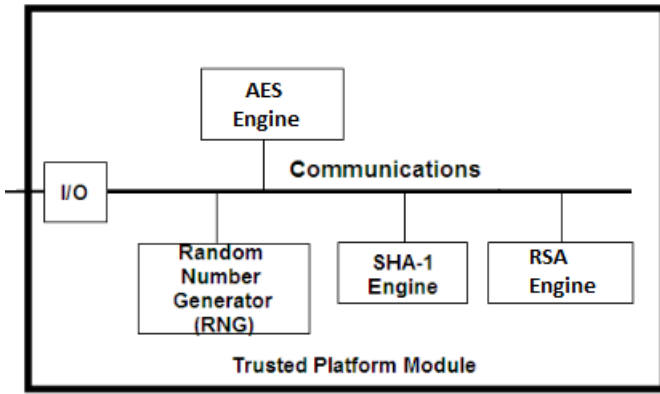 AES
Engine
Communications
I/O
Random
Number
Generator
(RNG)
SHA-1
Engine
RSA
Engine
Trusted Platform Module